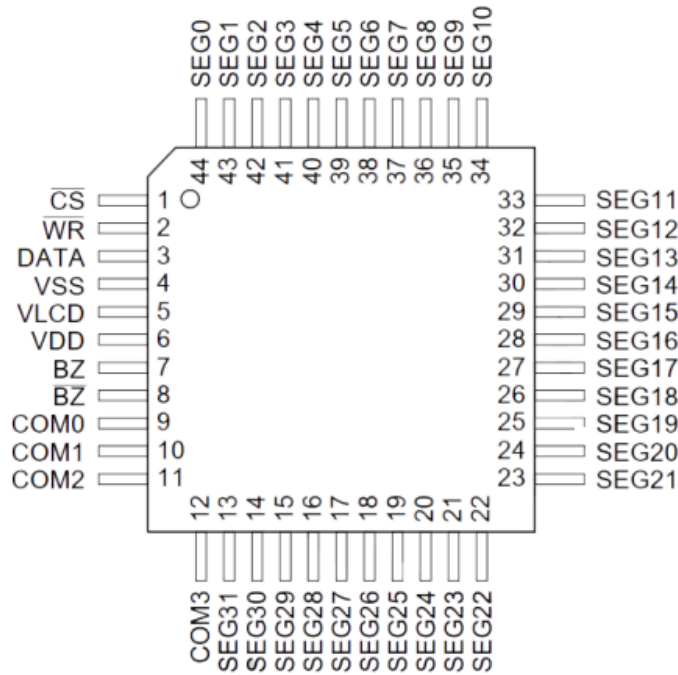 SEG0 SEG1 SEG2 SEG3 SEG4 SEG5 SEG6 SEG7 SEG8 SEG9 SEG10
44 43 42 41 40 39 38 37 36 35 34
C̅S̅ 1 33 SEG11
W̅R̅ 2 32 SEG12
DATA 3 31 SEG13
VSS 4 30 SEG14
VLCD 5 29 SEG15
VDD 6 28 SEG16
BZ 7 27 SEG17
B̅Z̅ 8 26 SEG18
COM0 9 25 SEG19
COM1 10 24 SEG20
COM2 11 23 SEG21
12 13 14 15 16 17 18 19 20 21 22
COM3 SEG31 SEG30 SEG29 SEG28 SEG27 SEG26 SEG25 SEG24 SEG23 SEG22